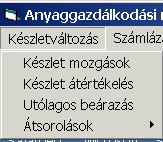 Anyaggazdálkodási
Készletváltozás Számláz
Készlet mozgások
Készlet átértékelés
Utólagos beárazás
Átsorolások